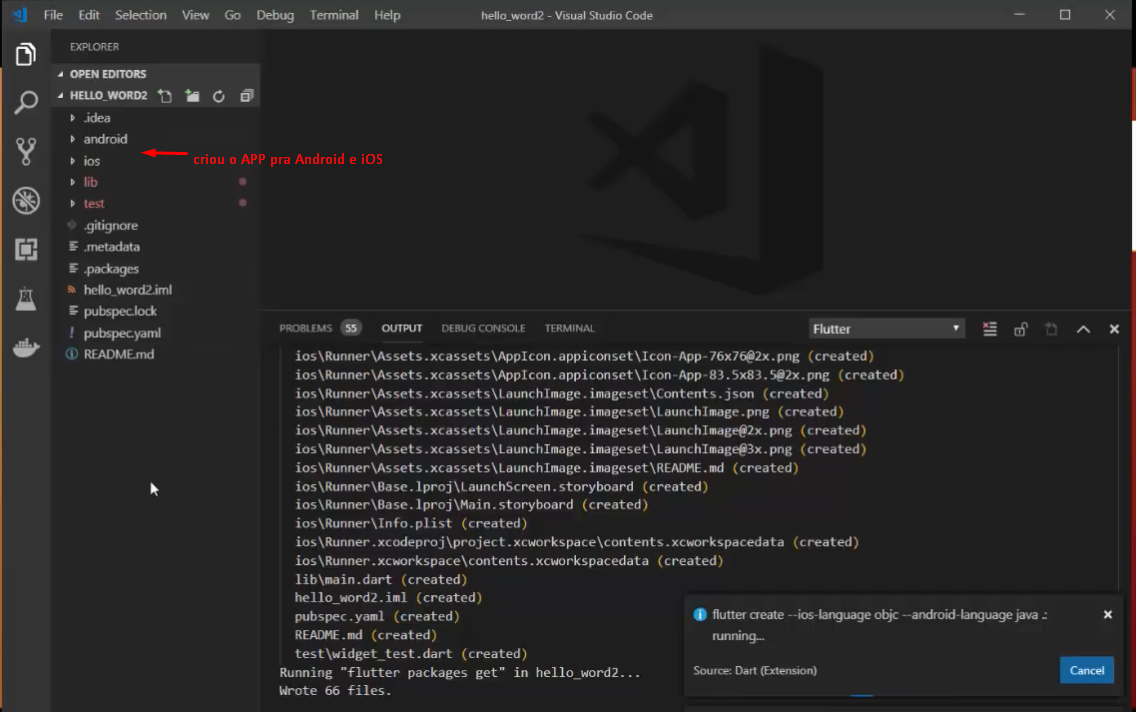 File Edit Selection View Go Debug Terminal Help hello_word2 - Visual Studio Code
EXPLORER
OPEN EDITORS
HELLO_WORD2
.idea
android
ios
criou o APP pra Android e iOS
lib
test
.gitignore
.metadata
.packages
hello_word2.iml
pubspec.lock
pubspec.yaml
README.md
PROBLEMS 55 OUTPUT DEBUG CONSOLE TERMINAL Flutter
ios\Runner\Assets.xcassets\AppIcon.appiconset\Icon-App-76x76@2x.png (created)
ios\Runner\Assets.xcassets\AppIcon.appiconset\Icon-App-83.5x83.5@2x.png (created)
ios\Runner\Assets.xcassets\LaunchImage.imageset\Contents.json (created)
ios\Runner\Assets.xcassets\LaunchImage.imageset\LaunchImage.png (created)
ios\Runner\Assets.xcassets\LaunchImage.imageset\LaunchImage@2x.png (created)
ios\Runner\Assets.xcassets\LaunchImage.imageset\LaunchImage@3x.png (created)
ios\Runner\Assets.xcassets\LaunchImage.imageset\README.md (created)
ios\Runner\Base.lproj\LaunchScreen.storyboard (created)
ios\Runner\Base.lproj\Main.storyboard (created)
ios\Runner\Info.plist (created)
ios\Runner.xcodeproj\project.xcworkspace\contents.xcworkspacedata (created)
ios\Runner.xcworkspace\contents.xcworkspacedata (created)
lib\main.dart (created)
hello_word2.iml (created)
pubspec.yaml (created)
README.md (created)
test\widget_test.dart (created)
Running "flutter packages get" in hello_word2...
Wrote 66 files.
flutter create --ios-language objc --android-language java .:
running...
Source: Dart (Extension) Cancel